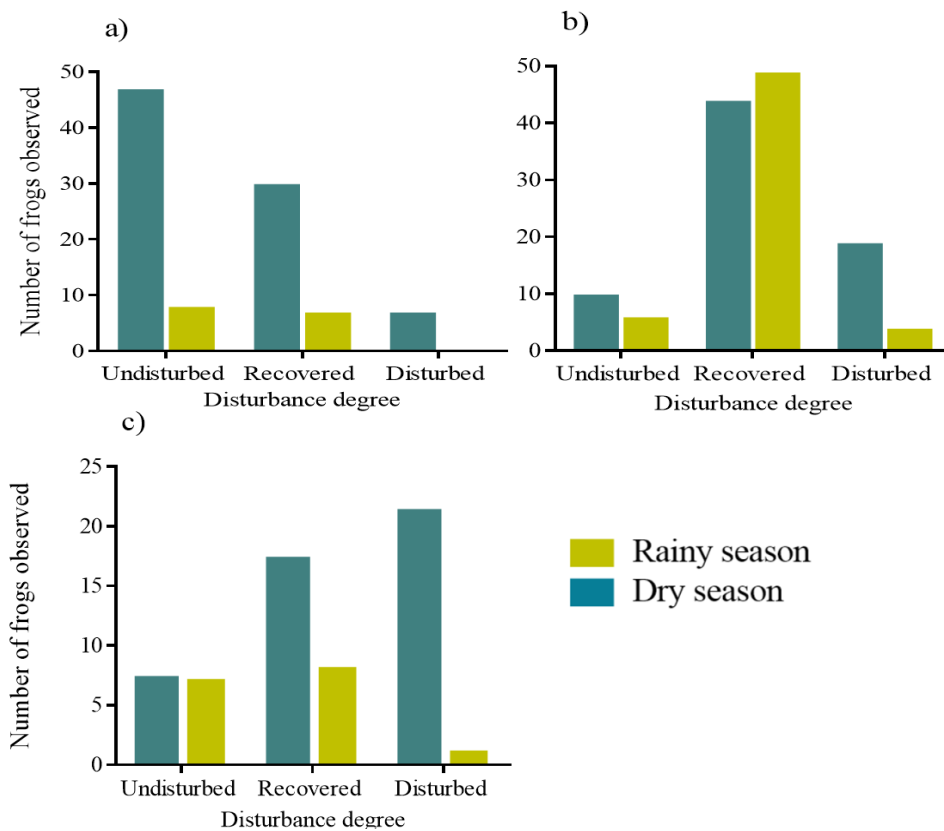 a)
Number of frogs observed
50
40
30
20
10
0
Undisturbed Recovered Disturbed
Disturbance degree
b)
50
40
30
20
10
0
Undisturbed Recovered Disturbed
Disturbance degree
c)
Number of frogs observed
25
20
15
10
5
0
Undisturbed Recovered Disturbed
Disturbance degree
Rainy season
Dry season